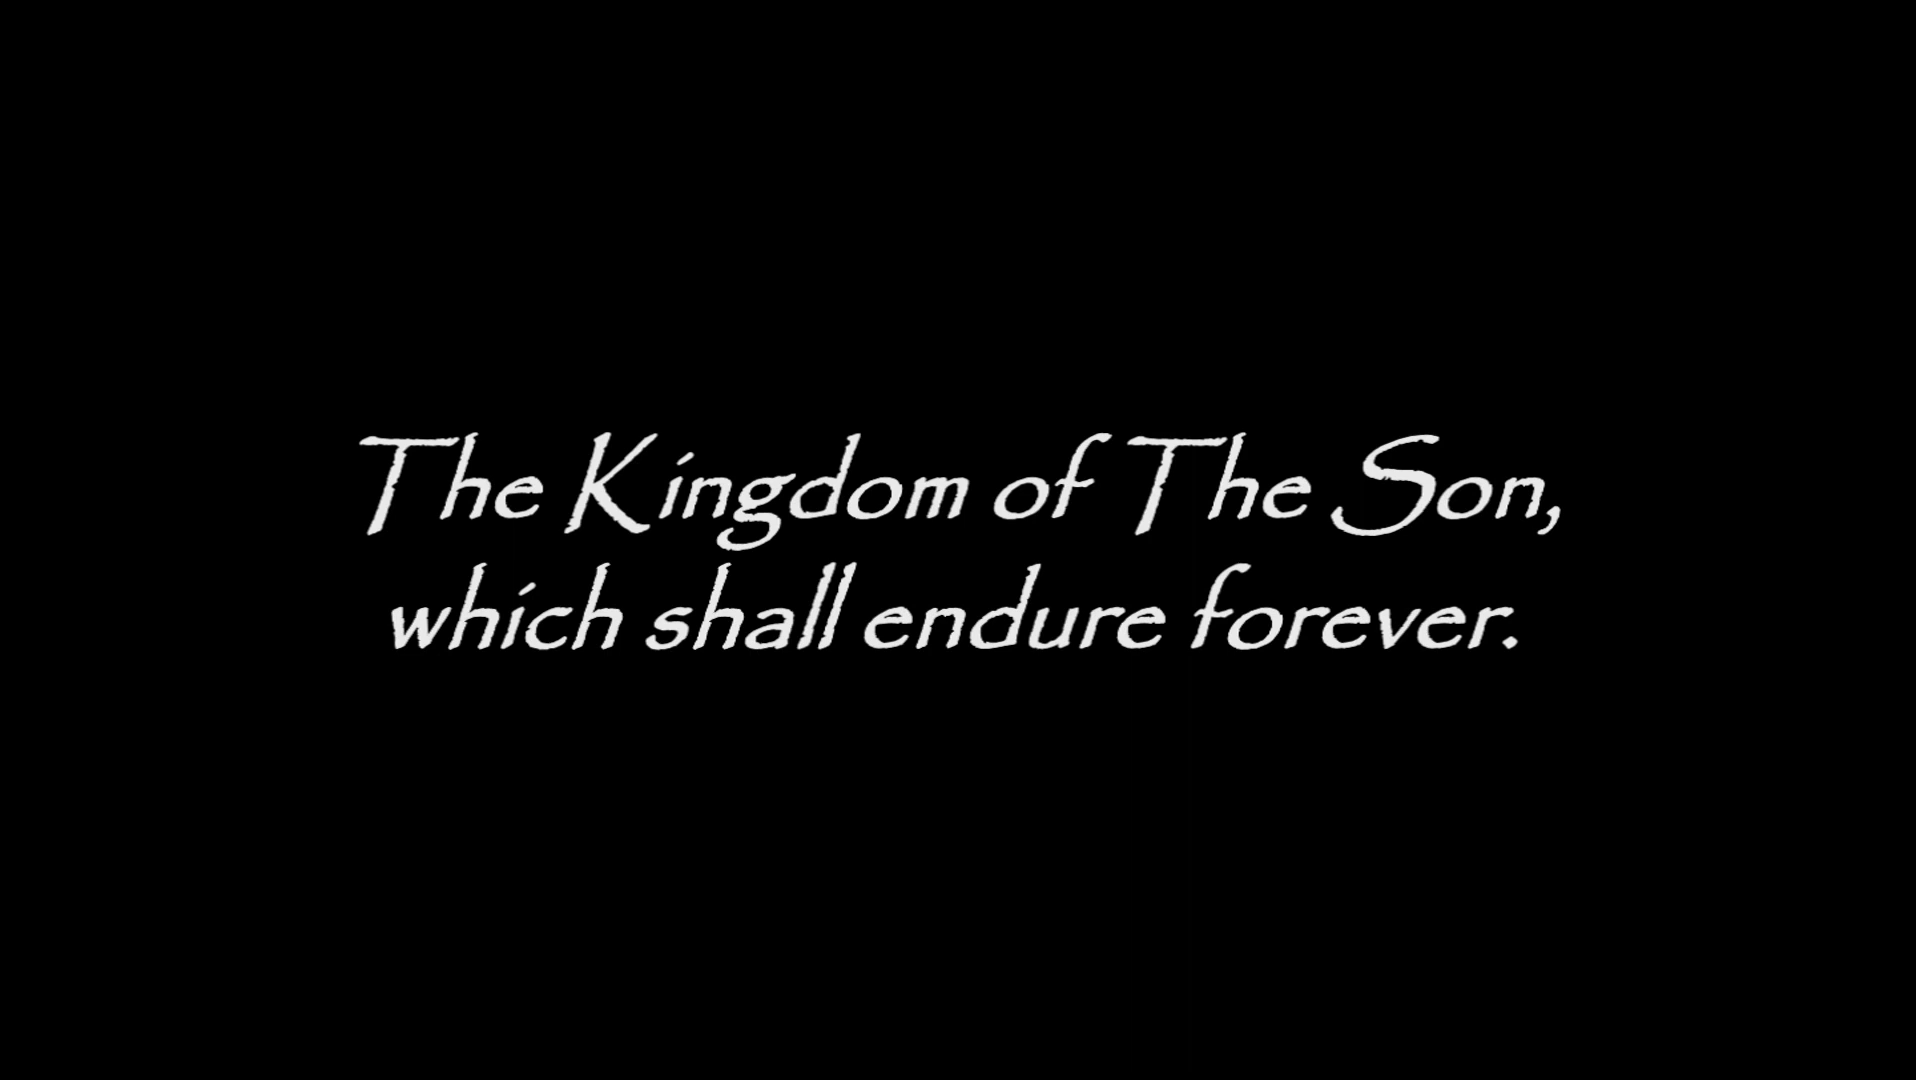 The Kingdom of The Son,
which shall endure forever.